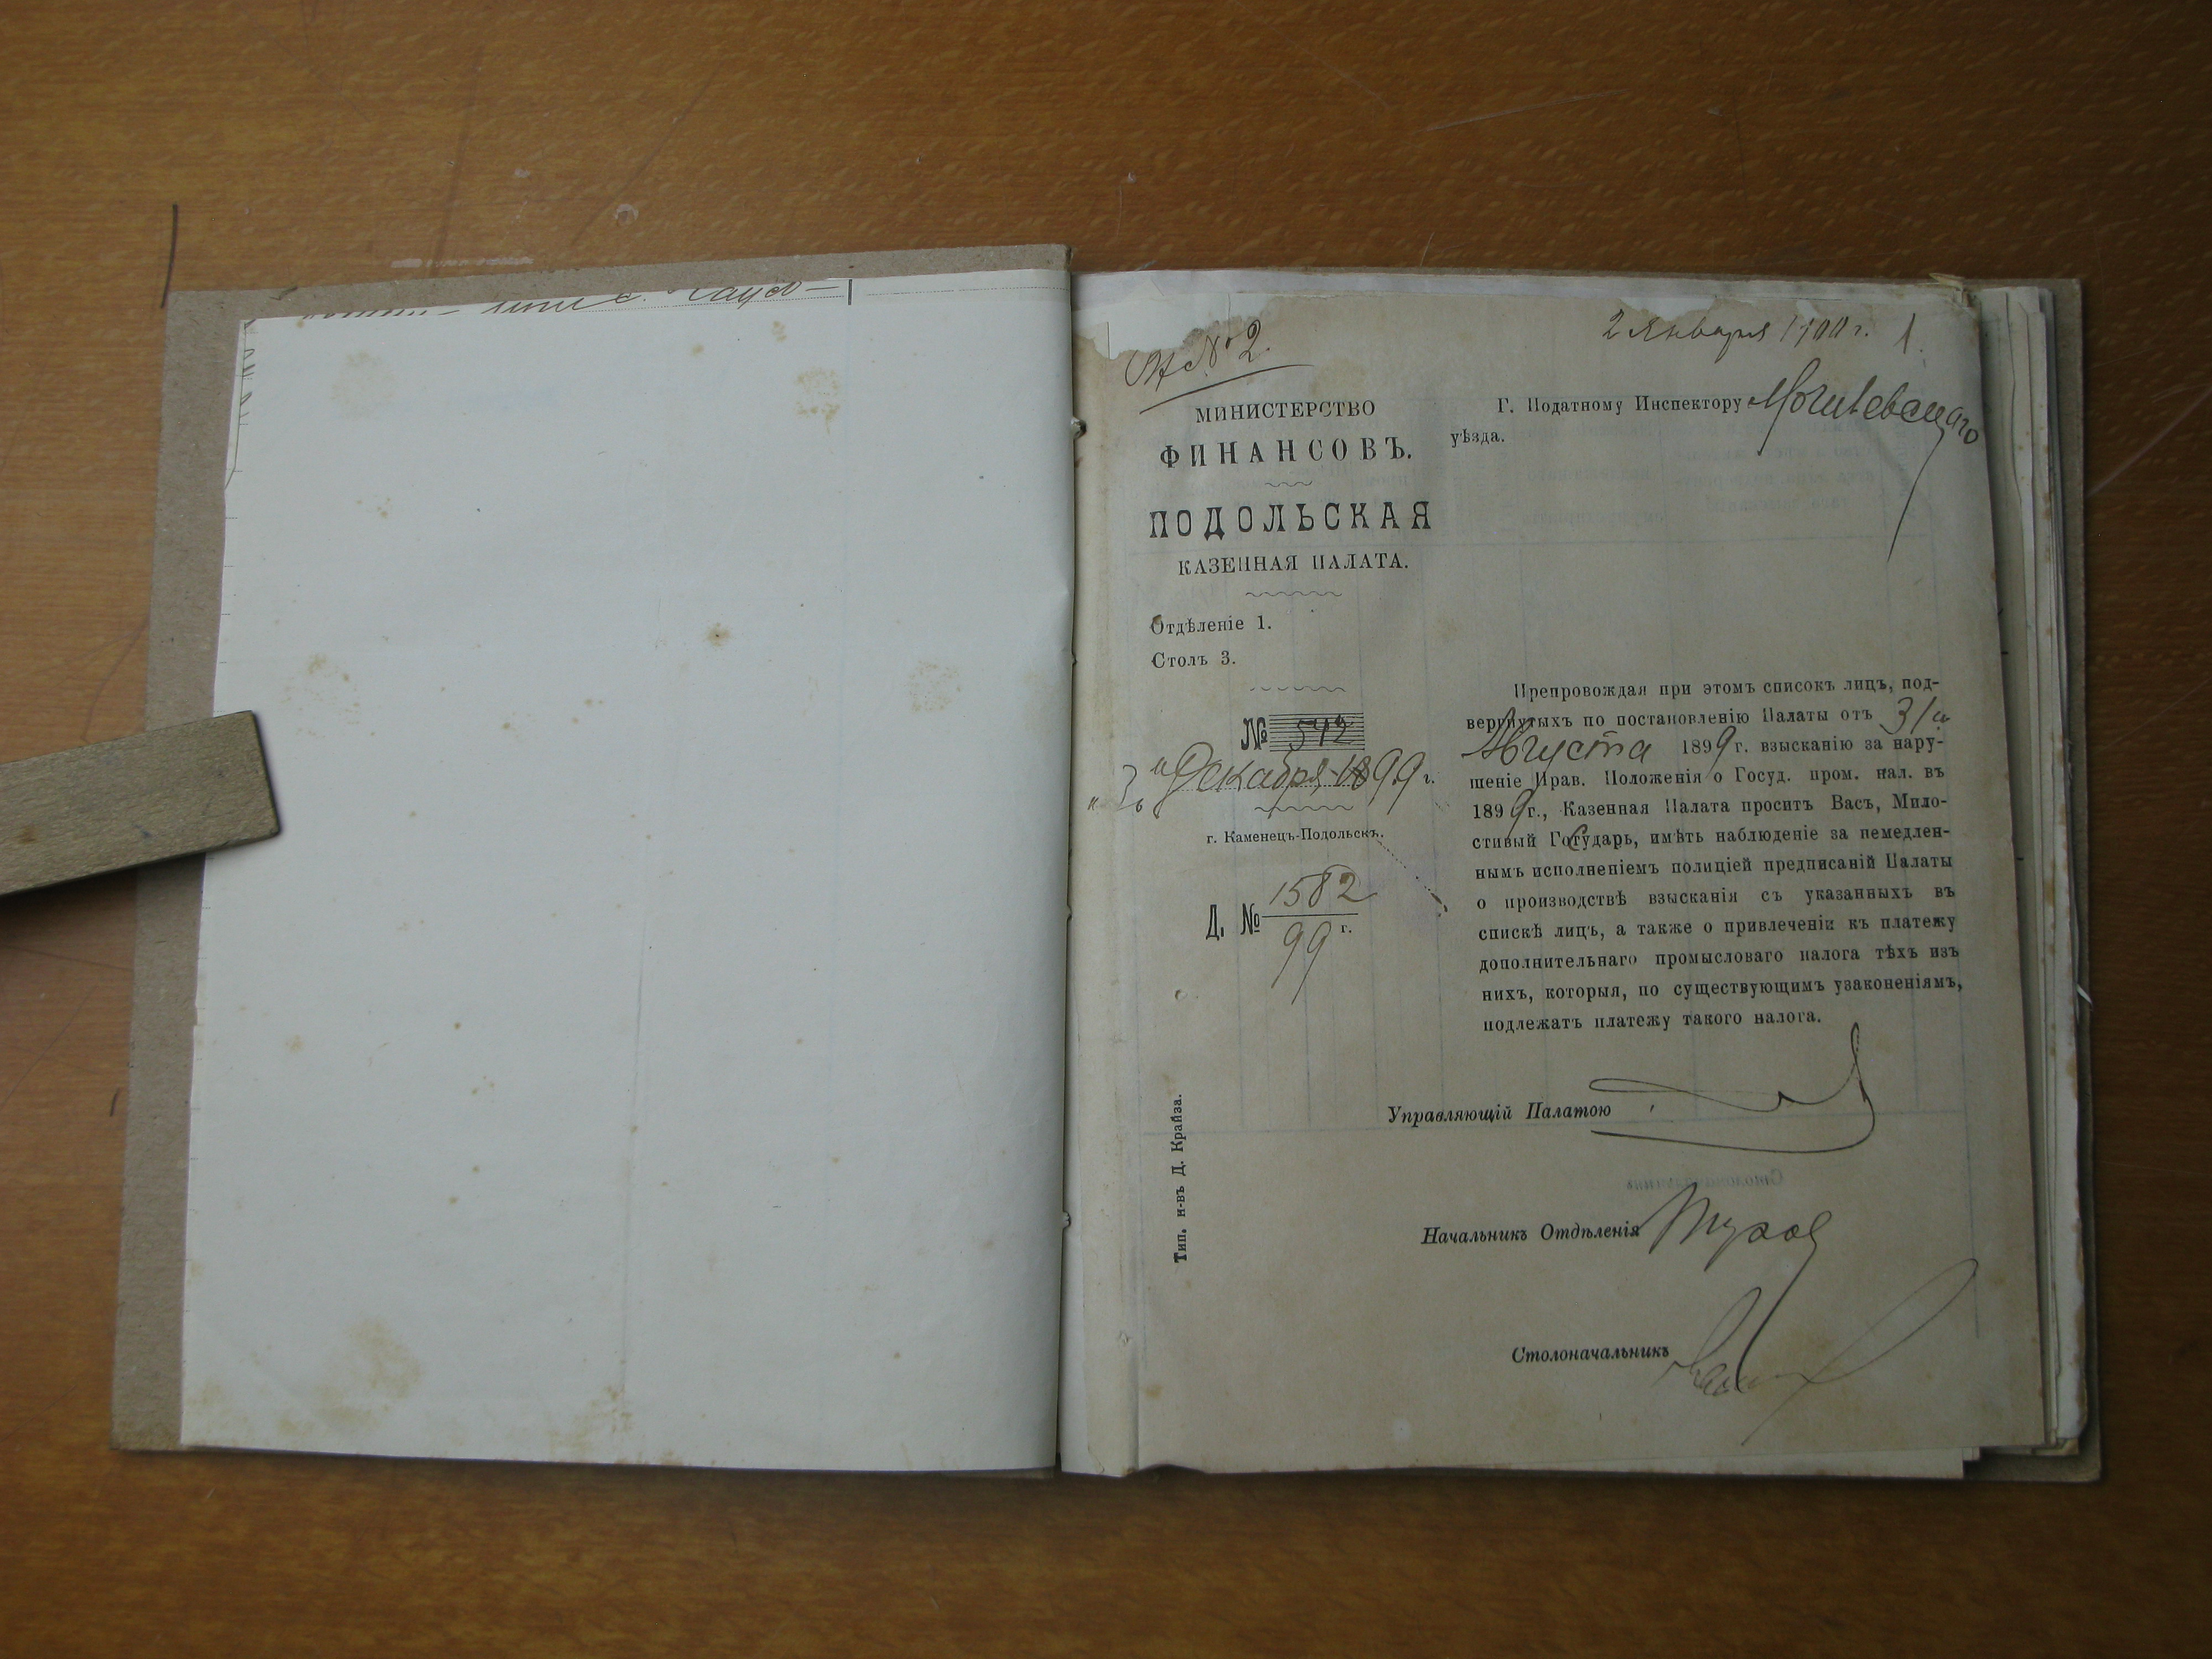 Вх № 2.
2 Января 1900 г. 1
МИНИСТЕРСТВО
ФИНАНСОВЪ.
ПОДОЛЬСКАЯ
КАЗЕННАЯ ПАЛАТА.
Отдѣленіе 1.
Столъ 3.
№ 542
Декабря 1899 г.
г. Каменецъ-Подольскъ.
Д. № 1582
99 г.
Тип. н-въ Д. Крайза.
Г. Податному Инспектору Могилевскаго
уѣзда.
Препровождая при этомъ списокъ лицъ, под-
вергнутыхъ по постановленію Палаты отъ 31
Августа 1899 г. взысканію за нару-
шеніе Прав. Положенія о Госуд. пром. нал. въ
1899 г., Казенная Палата проситъ Васъ, Мило-
стивый Государь, имѣть наблюденіе за немедлен-
нымъ исполненіемъ полиціей предписаній Палаты
о производствѣ взысканія съ указанныхъ въ
спискѣ лицъ, а также о привлеченіи къ платежу
дополнительнаго промысловаго налога тѣхъ изъ
нихъ, которыя, по существующимъ узаконеніямъ,
подлежатъ платежу такого налога.
Управляющій Палатою
Начальникъ Отдѣленія
Столоначальникъ